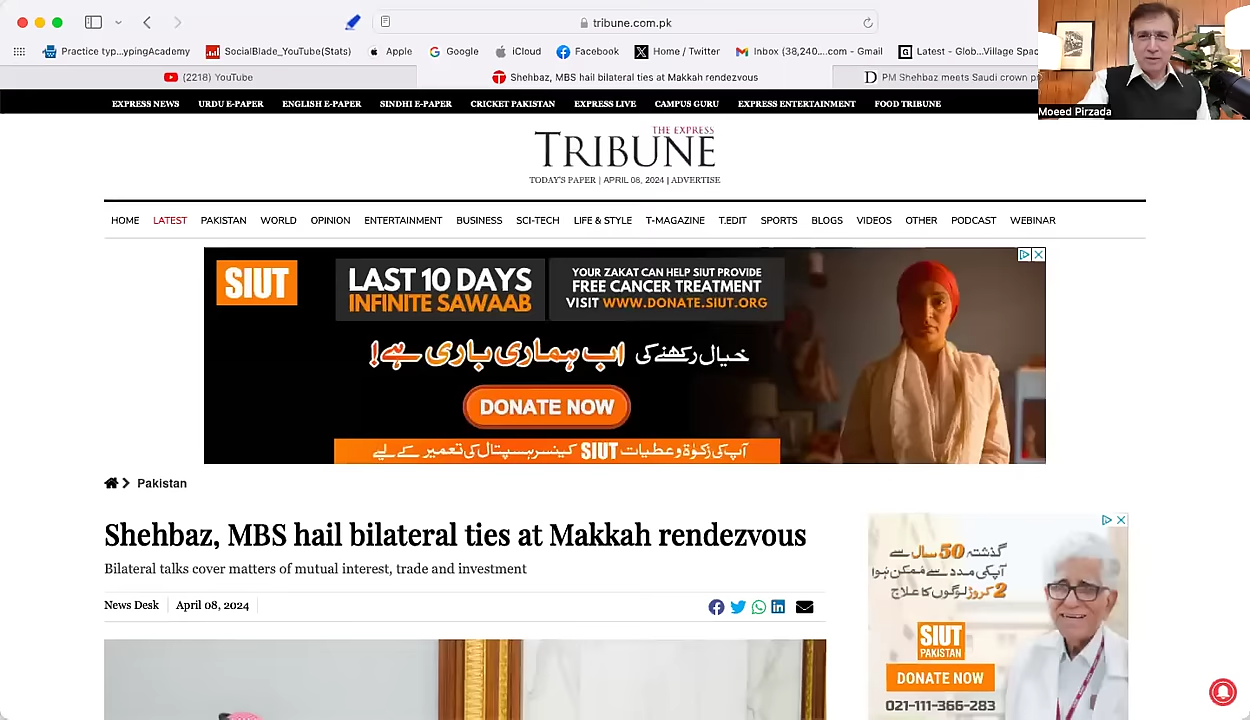 tribune.com.pk
Practice typ...ypingAcademy
SocialBlade_YouTube(Stats)
Apple
Google
iCloud
Facebook
Home / Twitter
Inbox (38,240....com - Gmail
Latest - Glob...Village Spac
(2218) YouTube
Shehbaz, MBS hail bilateral ties at Makkah rendezvous
PM Shehbaz meets Saudi crown p
Moeed Pirzada
EXPRESS NEWS URDU E-PAPER ENGLISH E-PAPER SINDHI E-PAPER CRICKET PAKISTAN EXPRESS LIVE CAMPUS GURU EXPRESS ENTERTAINMENT FOOD TRIBUNE
THE EXPRESS
TRIBUNE
TODAY'S PAPER | APRIL 08, 2024 | ADVERTISE
HOME LATEST PAKISTAN WORLD OPINION ENTERTAINMENT BUSINESS SCI-TECH LIFE & STYLE T-MAGAZINE T.EDIT SPORTS BLOGS VIDEOS OTHER PODCAST WEBINAR
SIUT
LAST 10 DAYS
INFINITE SAWAAB
YOUR ZAKAT CAN HELP SIUT PROVIDE
FREE CANCER TREATMENT
VISIT WWW.DONATE.SIUT.ORG
خیال رکھنے کی اب ہماری باری ہے!
DONATE NOW
آپ کی زکوٰۃ و عطیات SIUT کینسر ہسپتال کی تعمیر کے لیے
Pakistan
Shehbaz, MBS hail bilateral ties at Makkah rendezvous
Bilateral talks cover matters of mutual interest, trade and investment
News Desk
April 08, 2024
گذشتہ 50 سال سے
آپکی مدد سے ممکن ہوا
2 کروڑ لوگوں کا علاج
SIUT
PAKISTAN
DONATE NOW
021-111-366-283